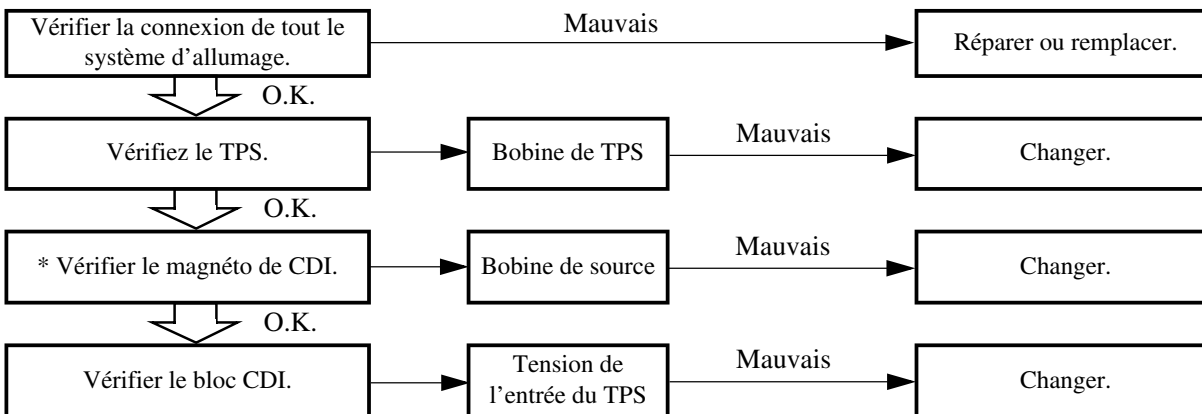 Vérifier la connexion de tout le
système d’allumage.
Mauvais
Réparer ou remplacer.
O.K.
Vérifiez le TPS.
Bobine de TPS
Mauvais
Changer.
O.K.
* Vérifier le magnéto de CDI.
Bobine de source
Mauvais
Changer.
O.K.
Vérifier le bloc CDI.
Tension de
l’entrée du TPS
Mauvais
Changer.